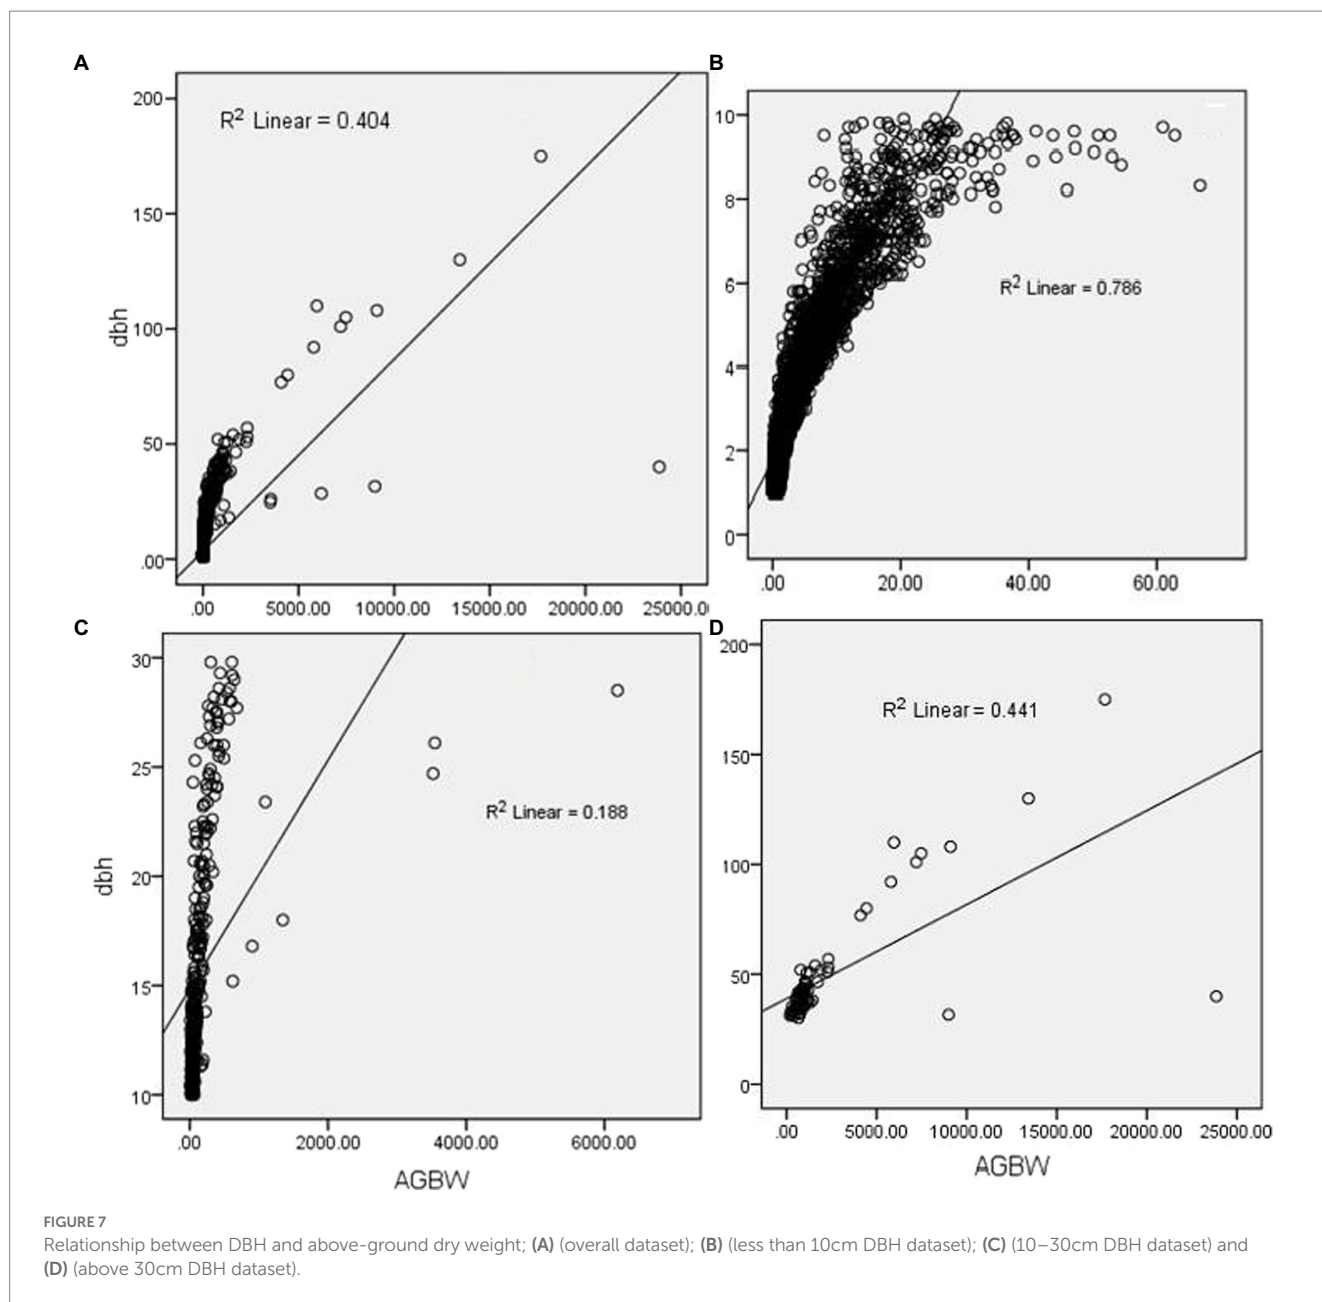 A
R2 Linear = 0.404
200
150
100
50
.00
dbh
.00 5000.00 10000.00 15000.00 20000.00 25000.00
B
10
8
6
4
2
0
R2 Linear = 0.786
.00 20.00 40.00 60.00
C
30
25
20
15
10
dbh
R2 Linear = 0.188
.00 2000.00 4000.00 6000.00
AGBW
D
200
150
100
50
0
R2 Linear = 0.441
.00 5000.00 10000.00 15000.00 20000.00 25000.00
AGBW
FIGURE 7
Relationship between DBH and above-ground dry weight; (A) (overall dataset); (B) (less than 10cm DBH dataset); (C) (10–30cm DBH dataset) and
(D) (above 30cm DBH dataset).